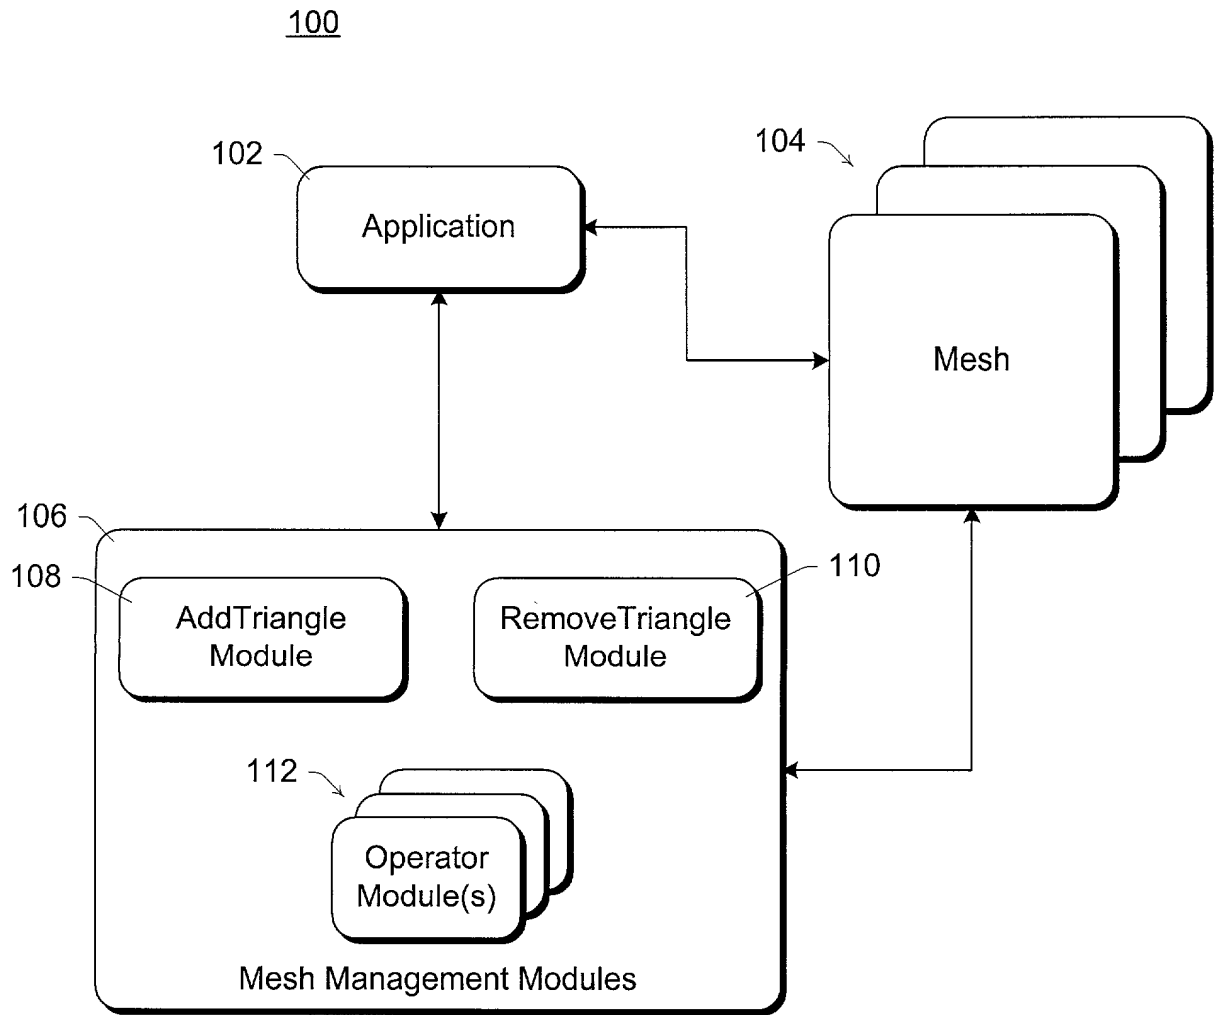 100
102
Application
104
Mesh
106
108
AddTriangle
Module
110
RemoveTriangle
Module
112
Operator
Module(s)
Mesh Management Modules